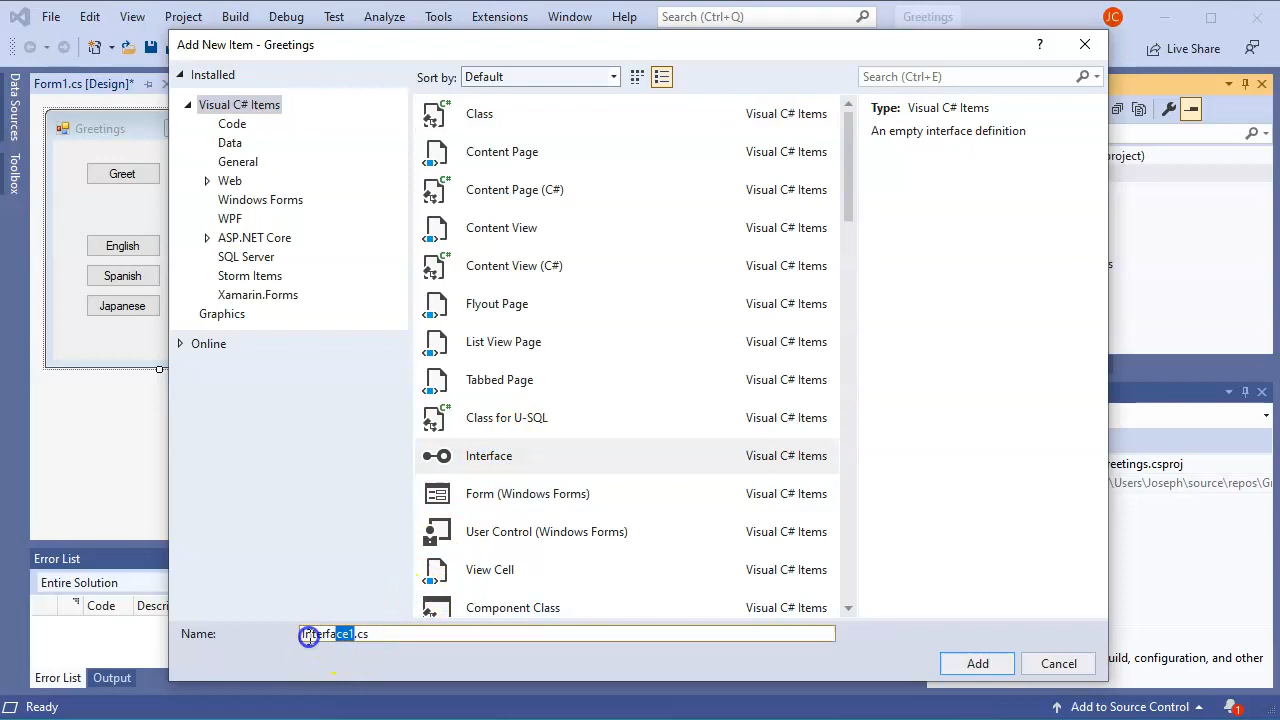 File Edit View Project Build Debug Test Analyze Tools Extensions Window Help Search (Ctrl+Q) Greetings JC
Live Share
Add New Item - Greetings
Form1.cs [Design]*
Data Sources
Toolbox
Greetings
Greet
English
Spanish
Japanese
Installed
Visual C# Items
Code
Data
General
Web
Windows Forms
WPF
ASP.NET Core
SQL Server
Storm Items
Xamarin.Forms
Graphics
Online
Sort by: Default
Search (Ctrl+E)
Class Visual C# Items
Content Page Visual C# Items
Content Page (C#) Visual C# Items
Content View Visual C# Items
Content View (C#) Visual C# Items
Flyout Page Visual C# Items
List View Page Visual C# Items
Tabbed Page Visual C# Items
Class for U-SQL Visual C# Items
Interface Visual C# Items
Form (Windows Forms) Visual C# Items
User Control (Windows Forms) Visual C# Items
View Cell Visual C# Items
Component Class Visual C# Items
Type: Visual C# Items
An empty interface definition
Name: Interface1.cs
Add Cancel
roject)
s
reetings.csproj
\Users\Joseph\source\repos\Gr
uild, configuration, and other
Error List
Entire Solution
Code Descri
Error List Output
Ready
Add to Source Control
1